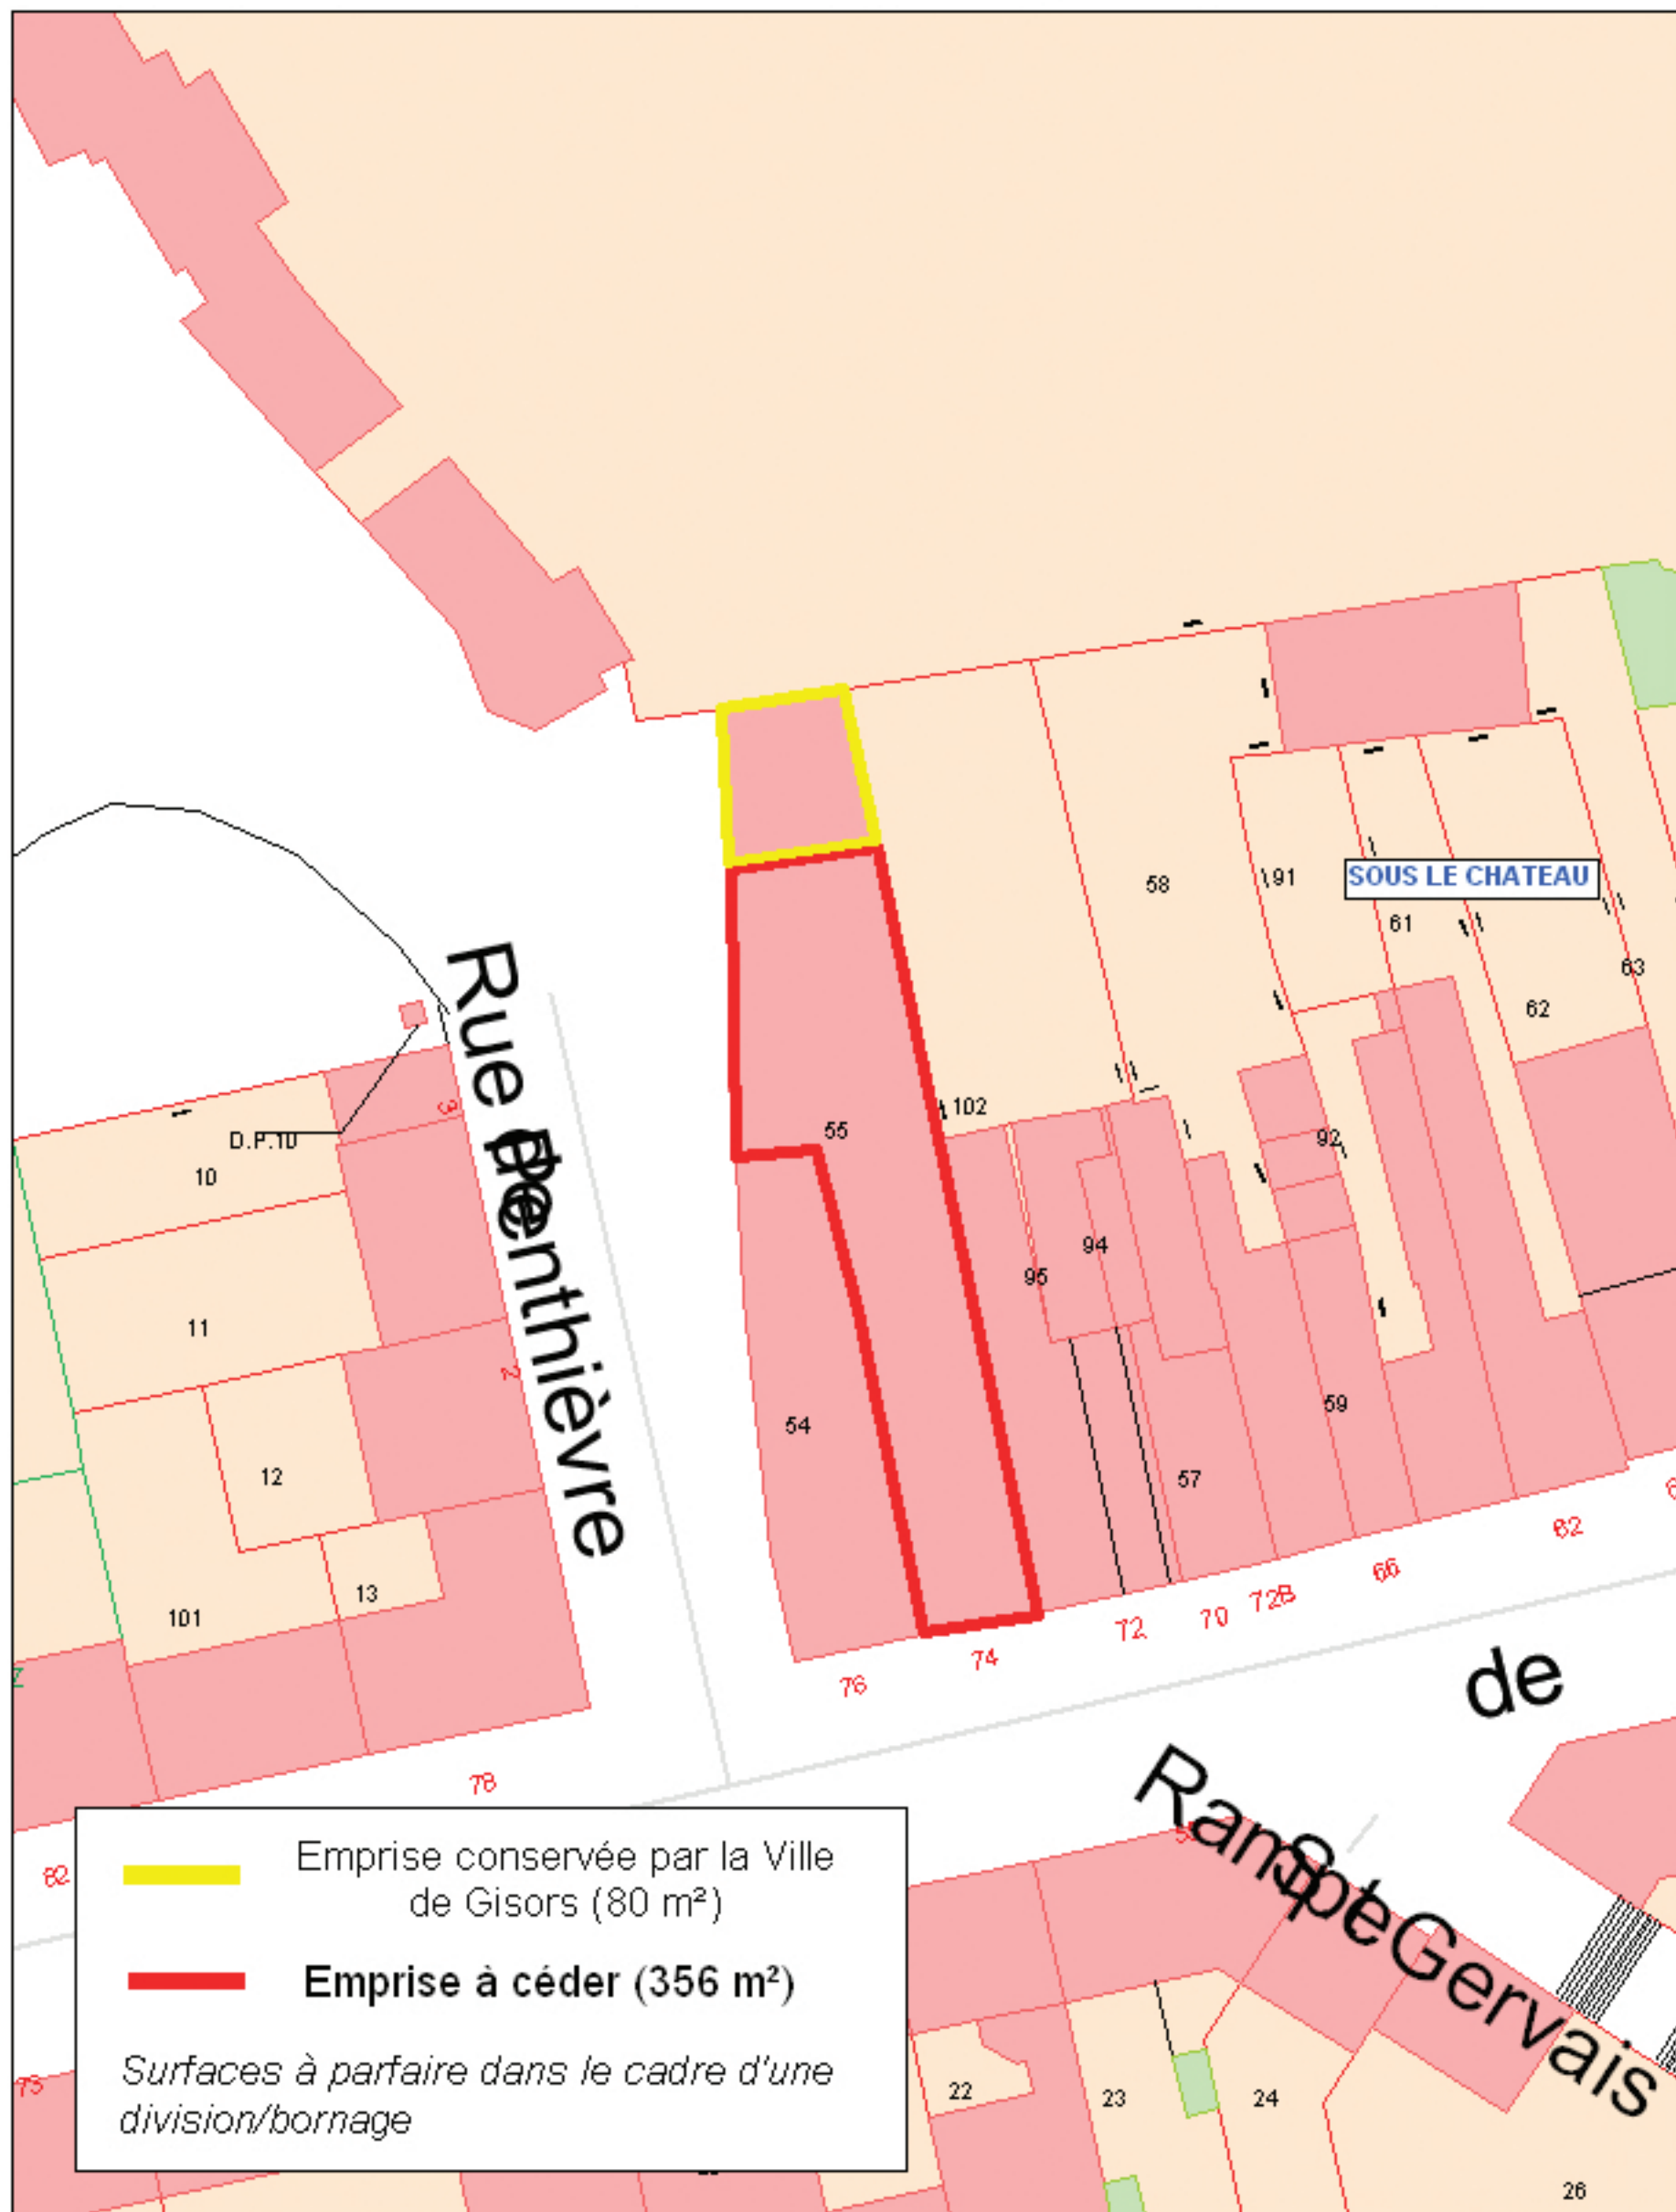 SOUS LE CHATEAU
58
91
61
63
62
102
55
92
94
95
3
D.P.10
10
11
2
12
13
101
54
59
57
Rue de Penthièvre
62
66
72B
70
72
74
76
78
82
73
de
Rampe
St Gervais
22
23
24
26
Emprise conservée par la Ville
de Gisors (80 m²)
Emprise à céder (356 m²)
Surfaces à parfaire dans le cadre d'une
division/bornage